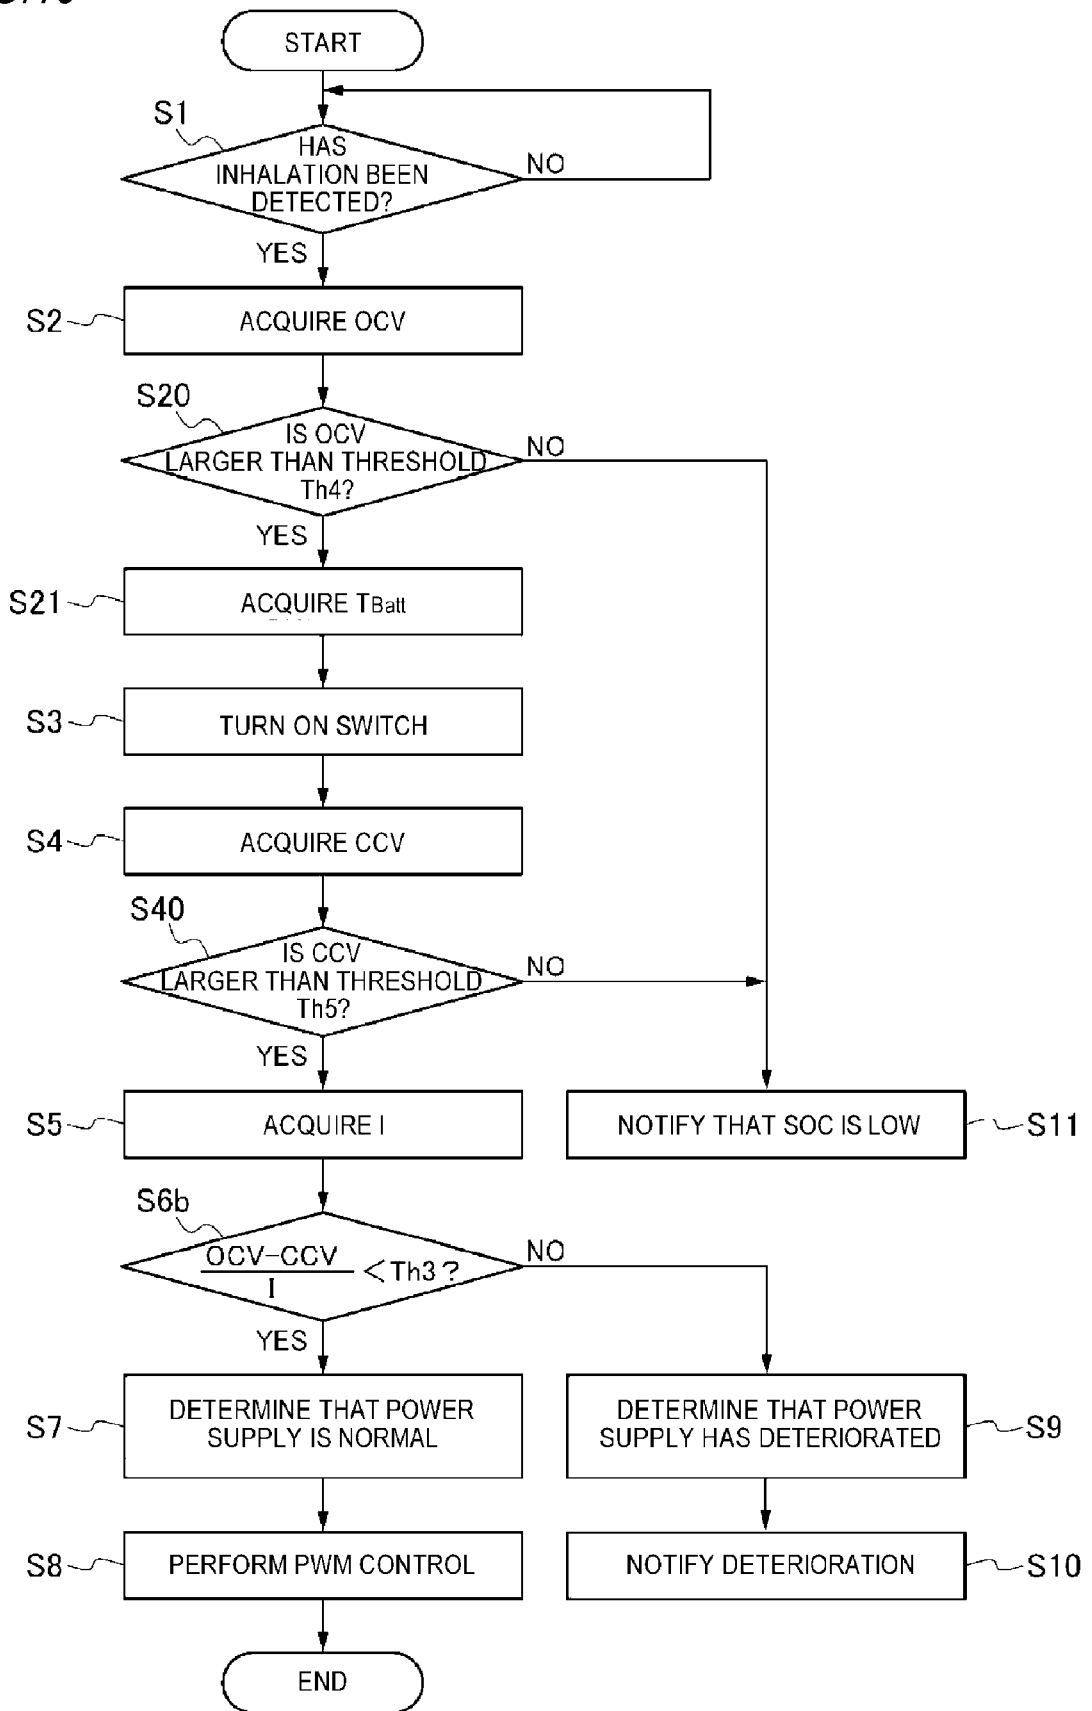 START
S1
HAS
INHALATION BEEN
DETECTED?
NO
YES
S2
ACQUIRE OCV
S20
IS OCV
LARGER THAN THRESHOLD
Th4?
NO
YES
S21
ACQUIRE TBatt
S3
TURN ON SWITCH
S4
ACQUIRE CCV
S40
IS CCV
LARGER THAN THRESHOLD
Th5?
NO
YES
S5
ACQUIRE I
NOTIFY THAT SOC IS LOW
S11
S6b
OCV-CCV
I
<Th3?
NO
YES
S7
DETERMINE THAT POWER
SUPPLY IS NORMAL
DETERMINE THAT POWER
SUPPLY HAS DETERIORATED
S9
S8
PERFORM PWM CONTROL
NOTIFY DETERIORATION
S10
END